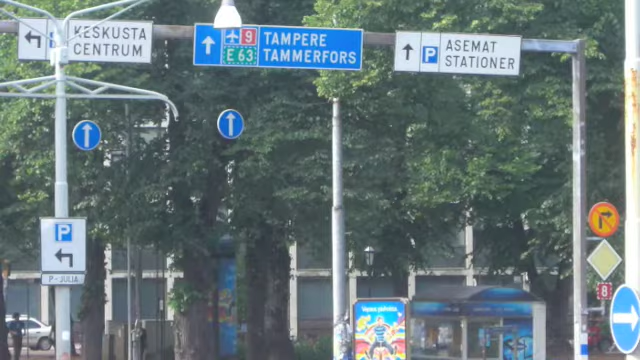 KESKUSTA
CENTRUM
9
E 63
TAMPERE
TAMMERFORS
P
ASEMAT
STATIONER
P
P-JULIA
8